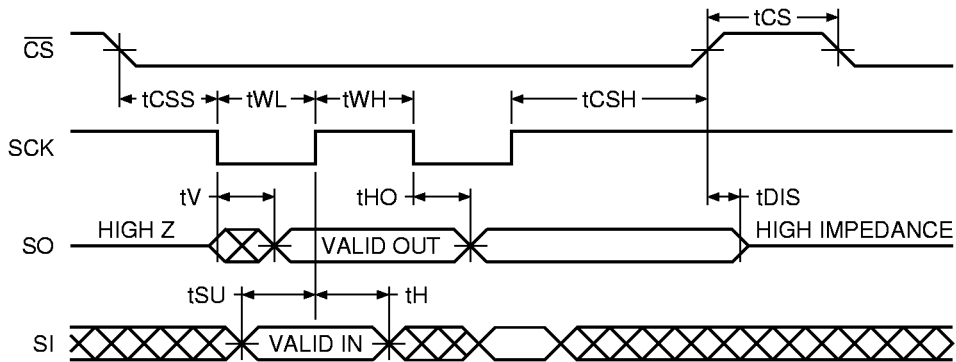 tCS
C̅S̅
tCSS tWL tWH tCSH
SCK
tV tHO tDIS
HIGH Z VALID OUT HIGH IMPEDANCE
SO
tSU tH
SI VALID IN